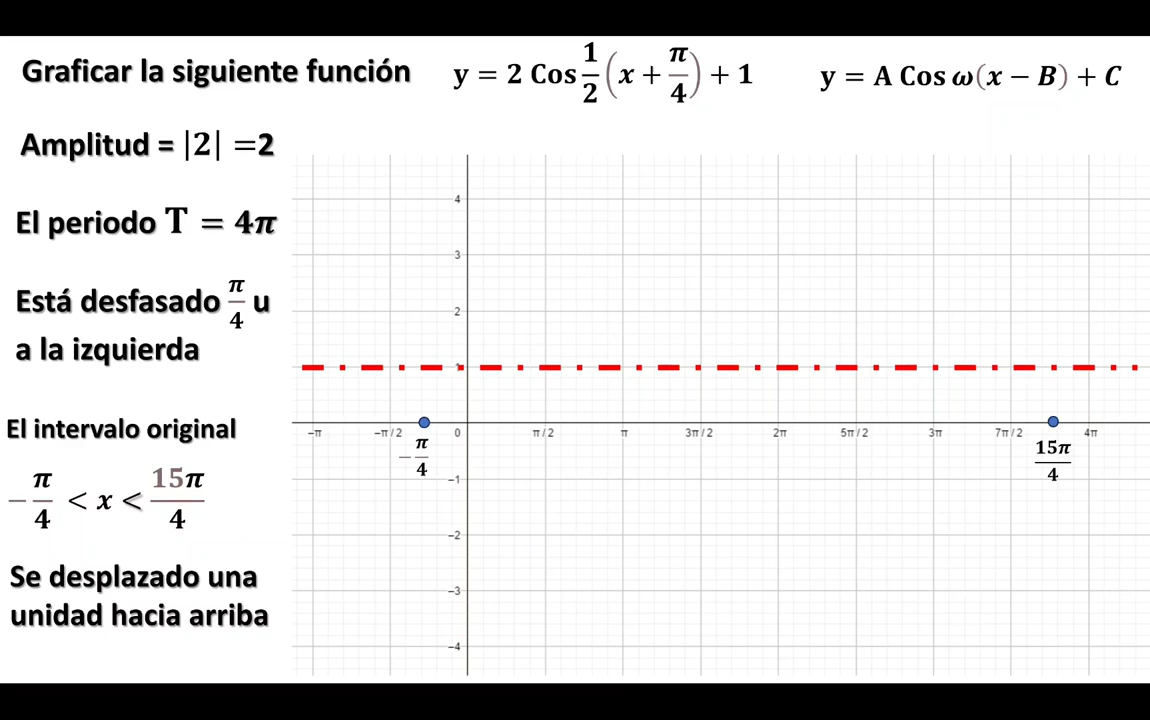 Graficar la siguiente función y = 2 Cos 1/2 (x + π/4) + 1 y = A Cos ω(x − B) + C
Amplitud = |2| =2
El periodo T = 4π
Está desfasado π/4 u
a la izquierda
El intervalo original
−π/4 < x < 15π/4
Se desplazado una
unidad hacia arriba
4
3
2
1
−π −π/2 0 π/2 π 3π/2 2π 5π/2 3π 7π/2 4π
−π/4 15π/4
−1
−2
−3
−4